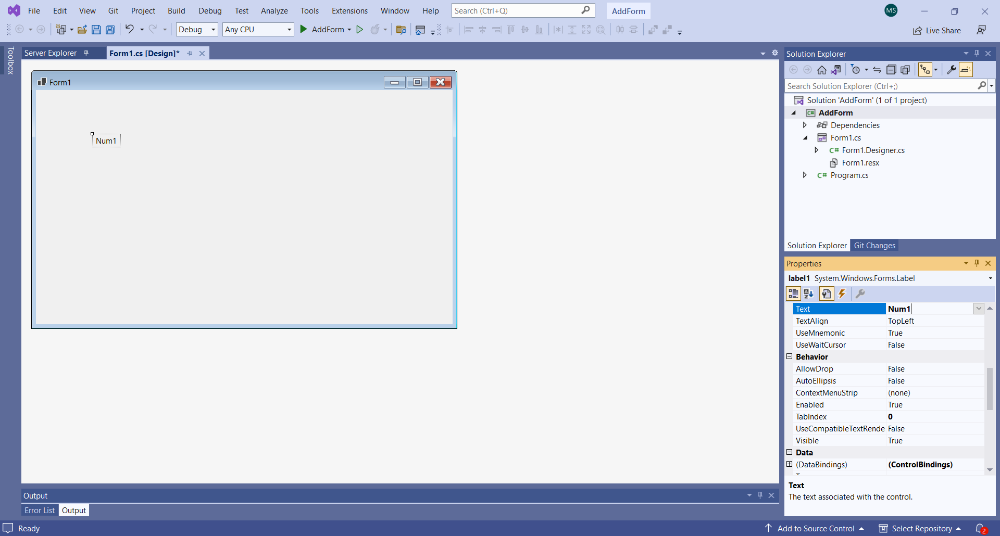 File Edit View Git Project Build Debug Test Analyze Tools Extensions Window Help Search (Ctrl+Q) AddForm MS
Debug Any CPU AddForm Live Share
Toolbox
Server Explorer Form1.cs [Design]*
Form1
Num1
Solution Explorer
Search Solution Explorer (Ctrl+;)
Solution 'AddForm' (1 of 1 project)
C# AddForm
Dependencies
Form1.cs
C# Form1.Designer.cs
Form1.resx
C# Program.cs
Solution Explorer Git Changes
Properties
label1 System.Windows.Forms.Label
Text Num1
TextAlign TopLeft
UseMnemonic True
UseWaitCursor False
Behavior
AllowDrop False
AutoEllipsis False
ContextMenuStrip (none)
Enabled True
TabIndex 0
UseCompatibleTextRende False
Visible True
Data
(DataBindings) (ControlBindings)
Text
The text associated with the control.
Output
Error List Output
Ready Add to Source Control Select Repository 2